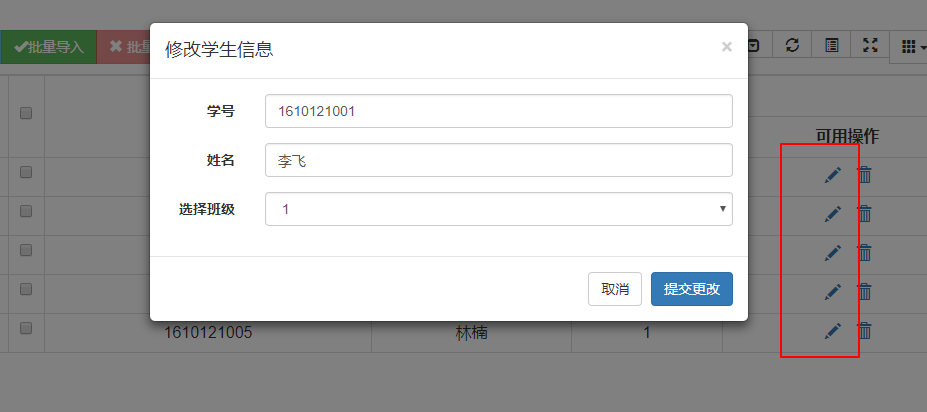 批量导入
批量
修改学生信息
×
学号
1610121001
姓名
李飞
选择班级
1
取消
提交更改
可用操作
1610121005
林楠
1